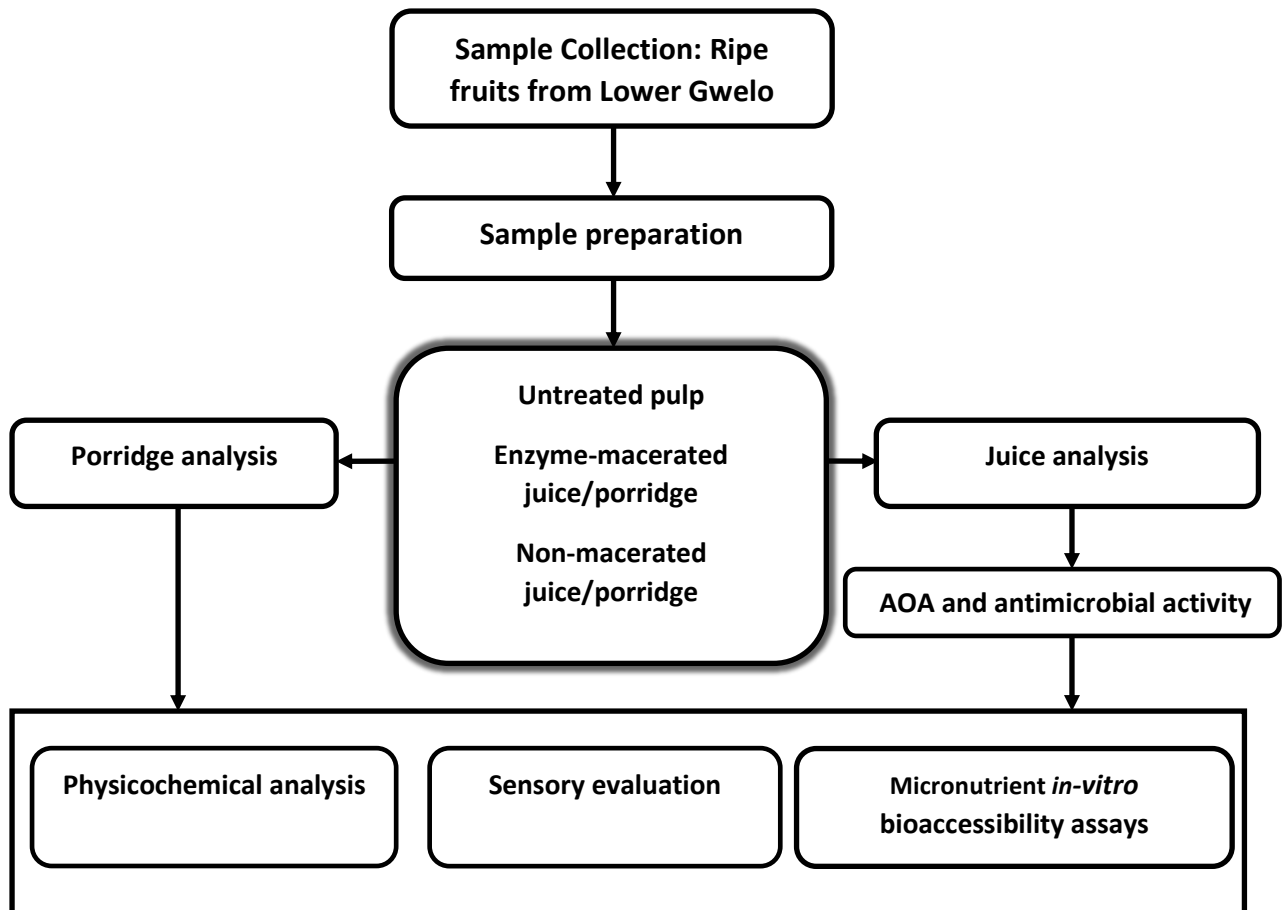 Sample Collection: Ripe
fruits from Lower Gwelo
Sample preparation
Untreated pulp
Enzyme-macerated
juice/porridge
Non-macerated
juice/porridge
Porridge analysis
Juice analysis
AOA and antimicrobial activity
Physicochemical analysis
Sensory evaluation
Micronutrient in-vitro
bioaccessibility assays